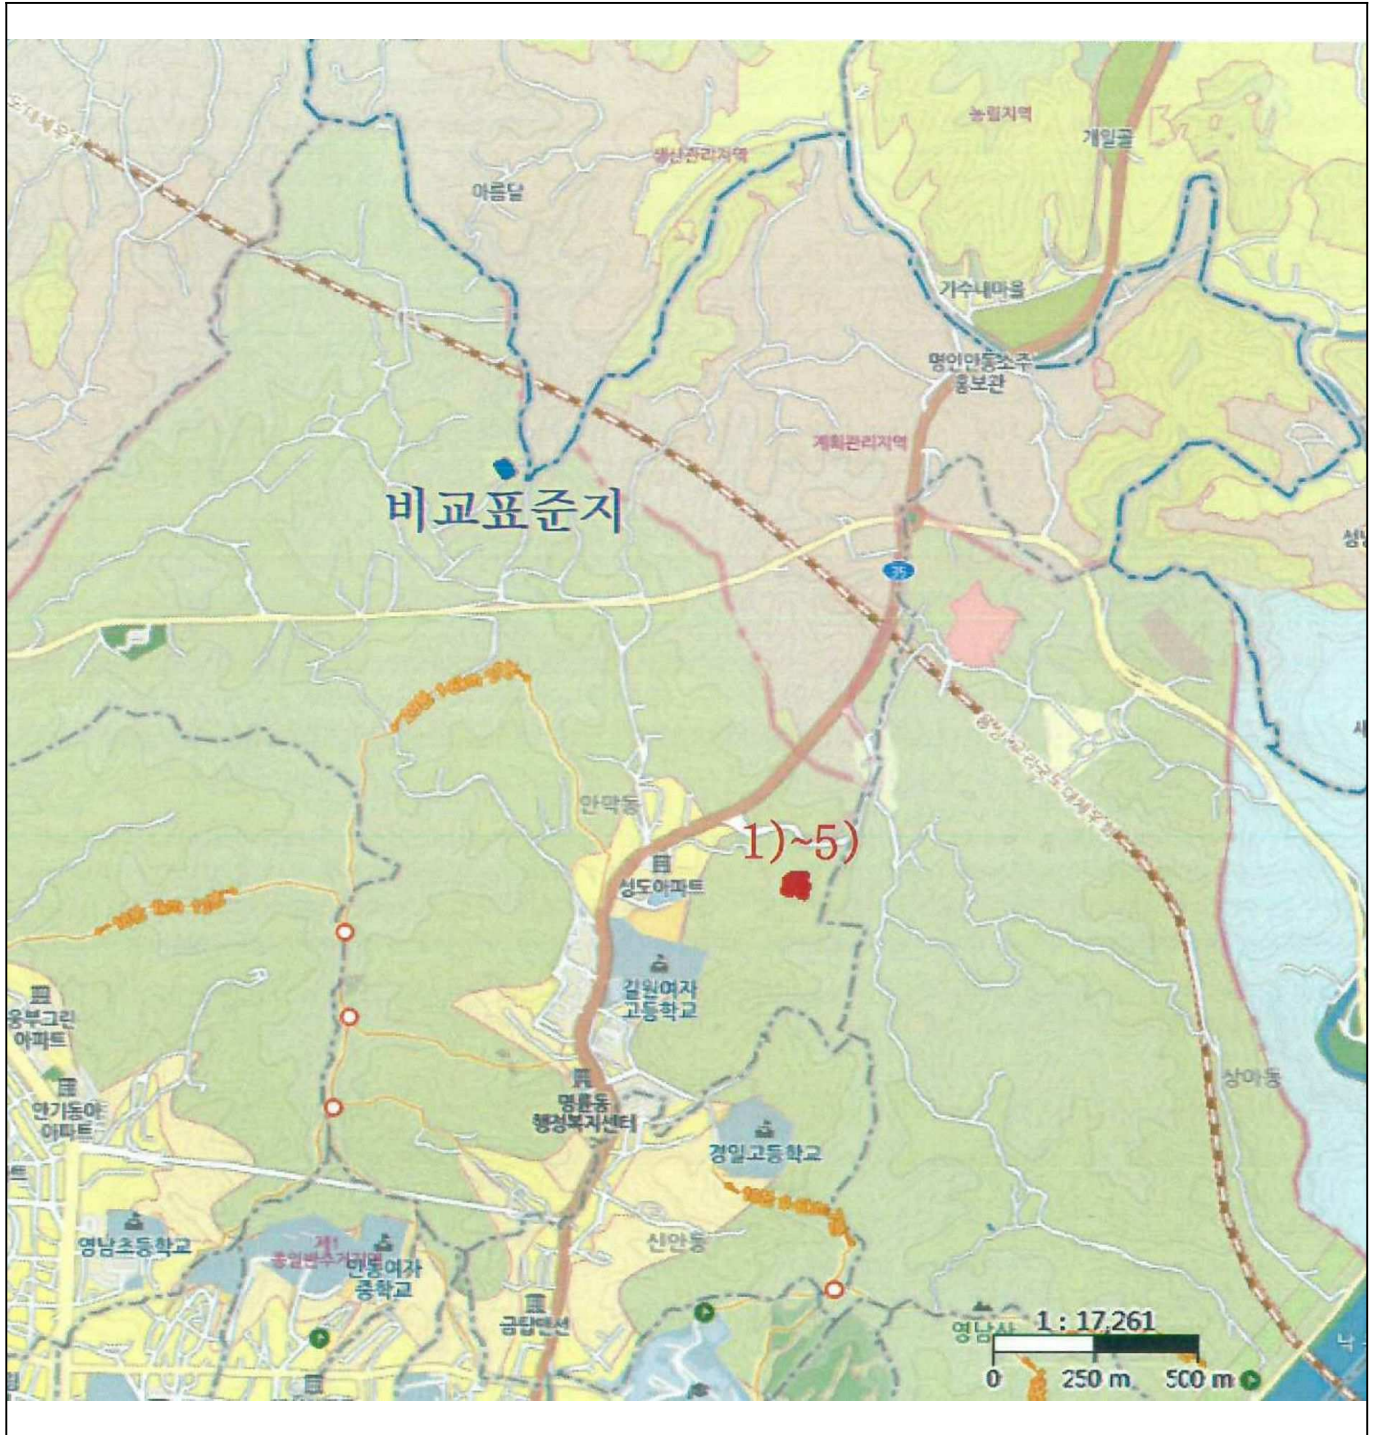 농림지역
개일골
생산관리지역
아름달
가수내마을
명인안동소주
홍보관
계획관리지역
비교표준지
35
안막동
1)~5)
성도아파트
길원여자
고등학교
아파트
안기동아
아파트
상아동
명륜동
행정복지센터
경일고등학교
영남초등학교
제1
안동여자
중학교
신안동
금탑맨션
영남산
1 : 17,261
0 250 m 500 m